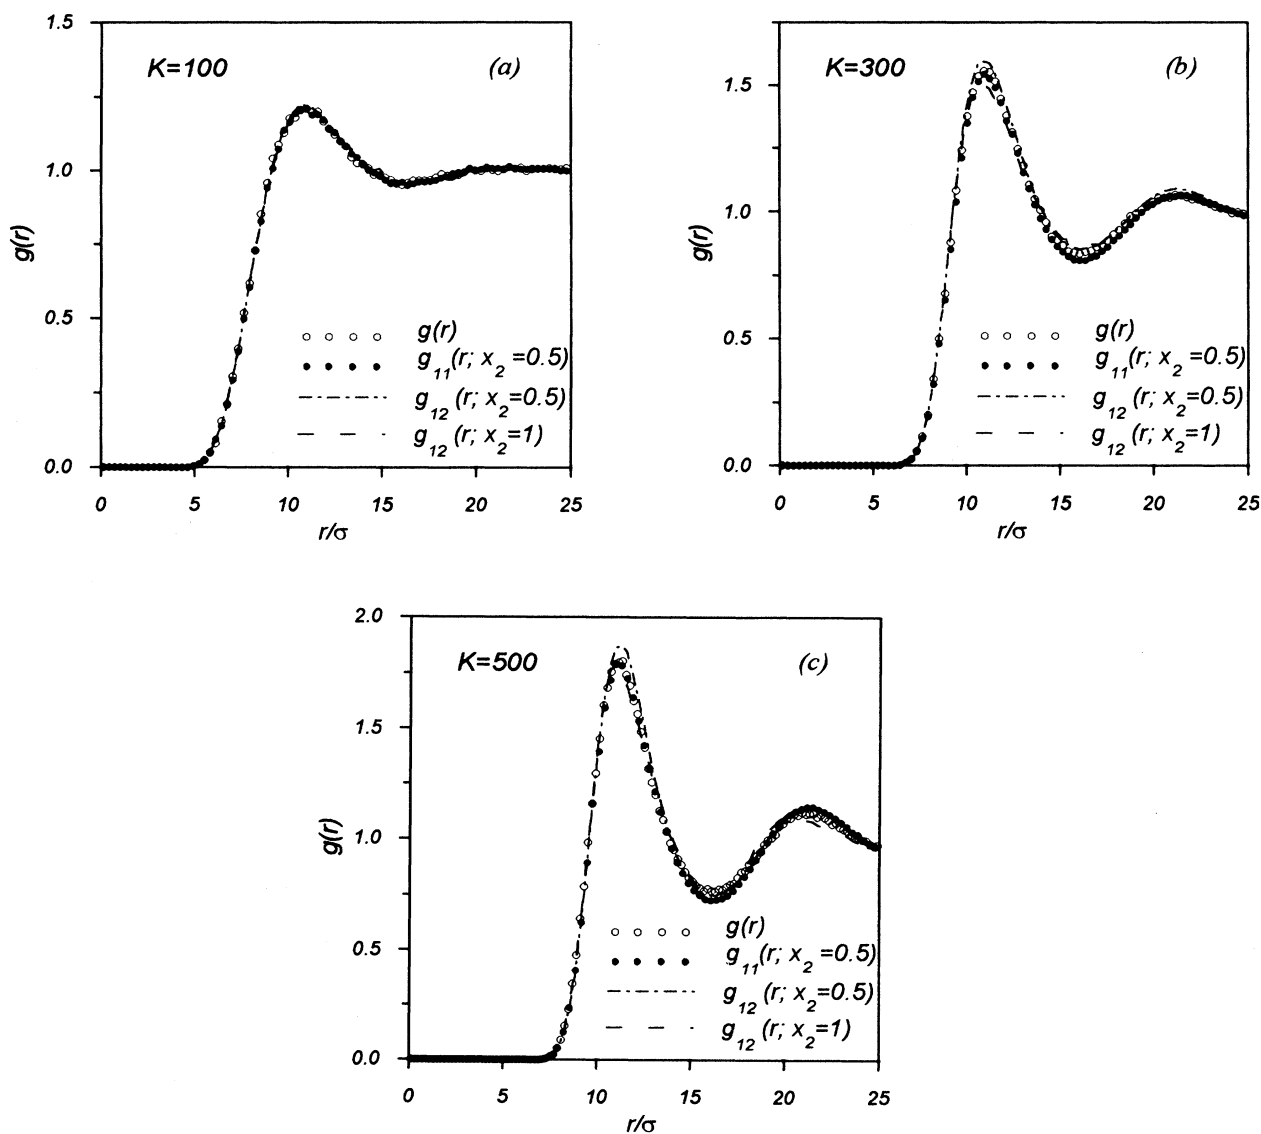 1.5
K=100
(a)
1.0
g(r)
0.5
g(r)
g11(r; x2=0.5)
g12(r; x2=0.5)
g12(r; x2=1)
0.0
0 5 10 15 20 25
r/σ
K=300
(b)
1.5
1.0
g(r)
0.5
g(r)
g11(r; x2=0.5)
g12(r; x2=0.5)
g12(r; x2=1)
0.0
0 5 10 15 20 25
r/σ
2.0
K=500
(c)
1.5
1.0
g(r)
0.5
g(r)
g11(r; x2=0.5)
g12(r; x2=0.5)
g12(r; x2=1)
0.0
0 5 10 15 20 25
r/σ